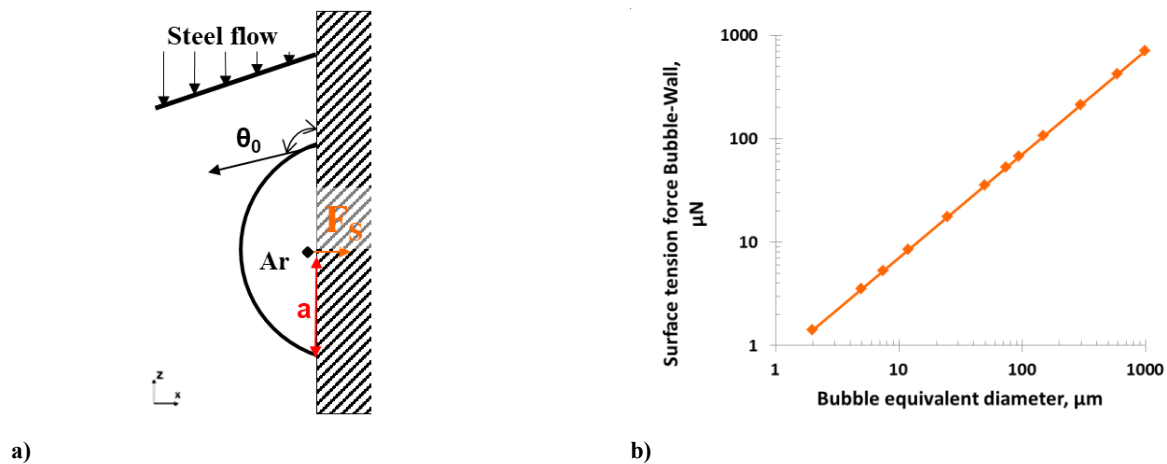 Steel flow
θ₀
F_S
Ar
a
z
x
a)
Surface tension force Bubble-Wall,
µN
1000
100
10
1
1
10
100
1000
Bubble equivalent diameter, µm
b)